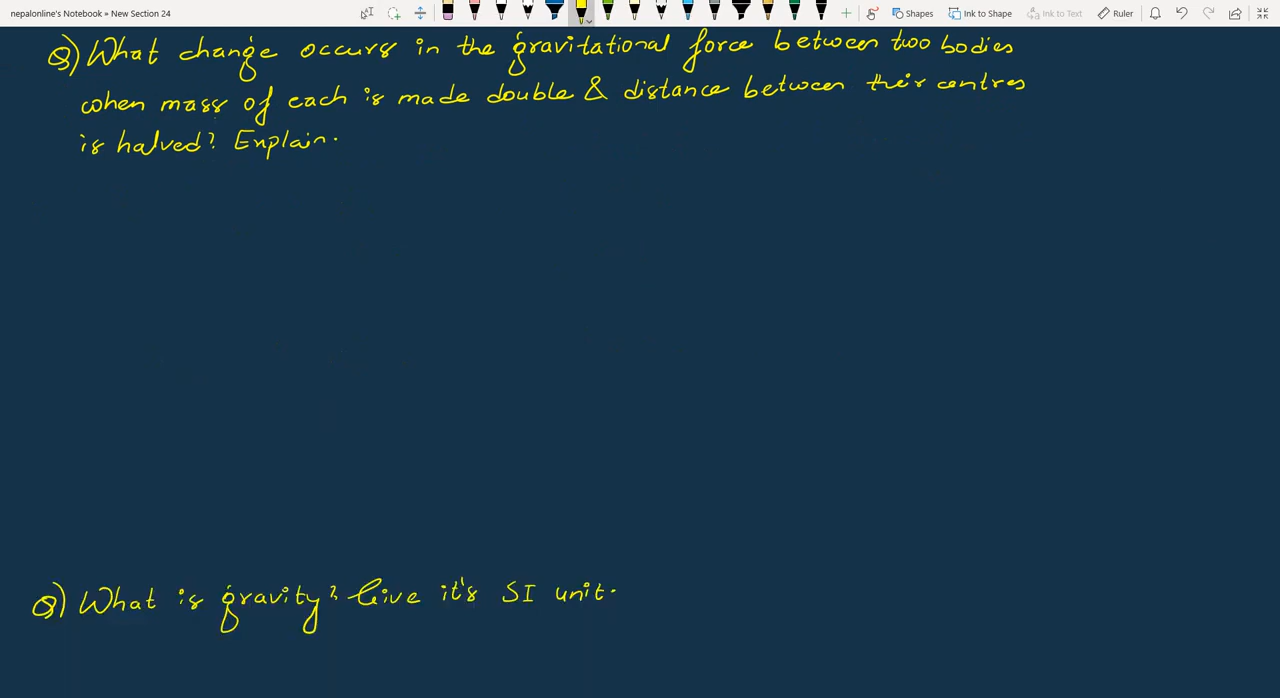 nepalonline's Notebook » New Section 24
Shapes Ink to Shape Ink to Text Ruler
Q) What change occurs in the gravitational force between two bodies
when mass of each is made double & distance between their centres
is halved? Explain.
Q) What is gravity? Give it's SI unit.